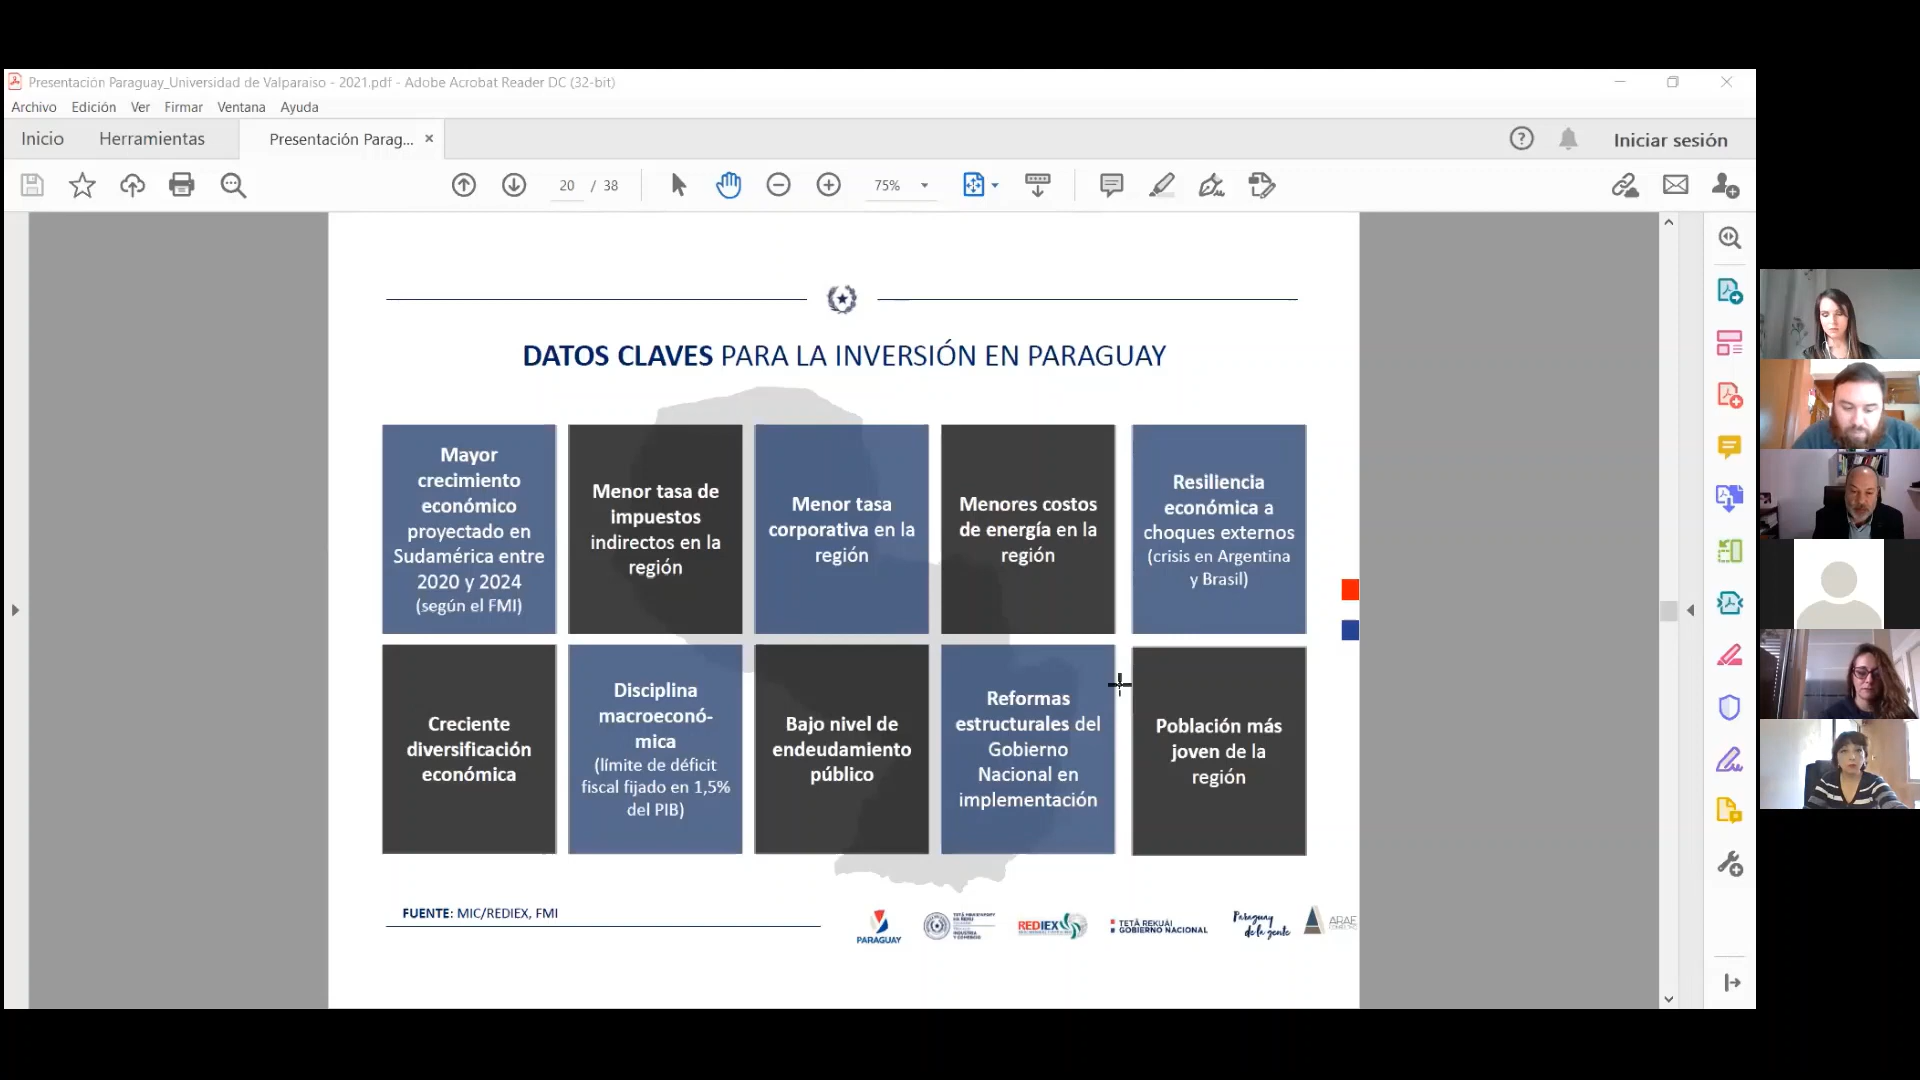 Presentación Paraguay_Universidad de Valparaiso - 2021.pdf - Adobe Acrobat Reader DC (32-bit)
Archivo Edición Ver Firmar Ventana Ayuda
Inicio Herramientas Presentación Parag... × Iniciar sesión
20 / 38 75%
DATOS CLAVES PARA LA INVERSIÓN EN PARAGUAY
Mayor
crecimiento
económico
proyectado en
Sudamérica entre
2020 y 2024
(según el FMI)
Menor tasa de
impuestos
indirectos en la
región
Menor tasa
corporativa en la
región
Menores costos
de energía en la
región
Resiliencia
económica a
choques externos
(crisis en Argentina
y Brasil)
Creciente
diversificación
económica
Disciplina
macroeconó-
mica
(límite de déficit
fiscal fijado en 1,5%
del PIB)
Bajo nivel de
endeudamiento
público
Reformas
estructurales del
Gobierno
Nacional en
implementación
Población más
joven de la
región
FUENTE: MIC/REDIEX, FMI
PARAGUAY
REDIEX
TETÃ REKUÁI
GOBIERNO NACIONAL
Paraguay
de la gente
ARAE